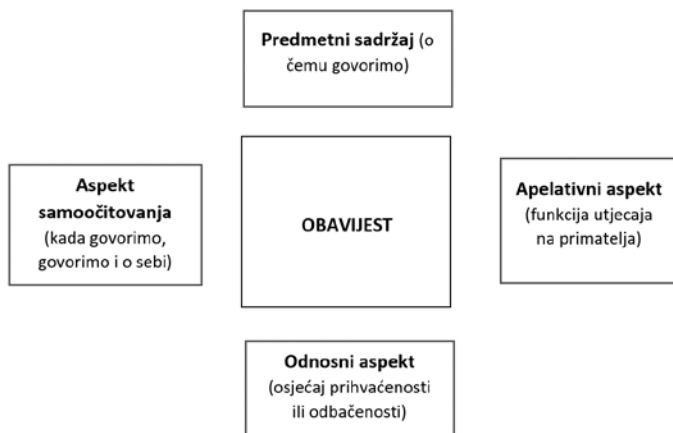 Predmetni sadržaj (o
čemu govorimo)
Aspekt
samoočitovanja
(kada govorimo,
govorimo i o sebi)
OBAVIJEST
Apelativni aspekt
(funkcija utjecaja
na primatelja)
Odnosni aspekt
(osjećaj prihvaćenosti
ili odbačenosti)